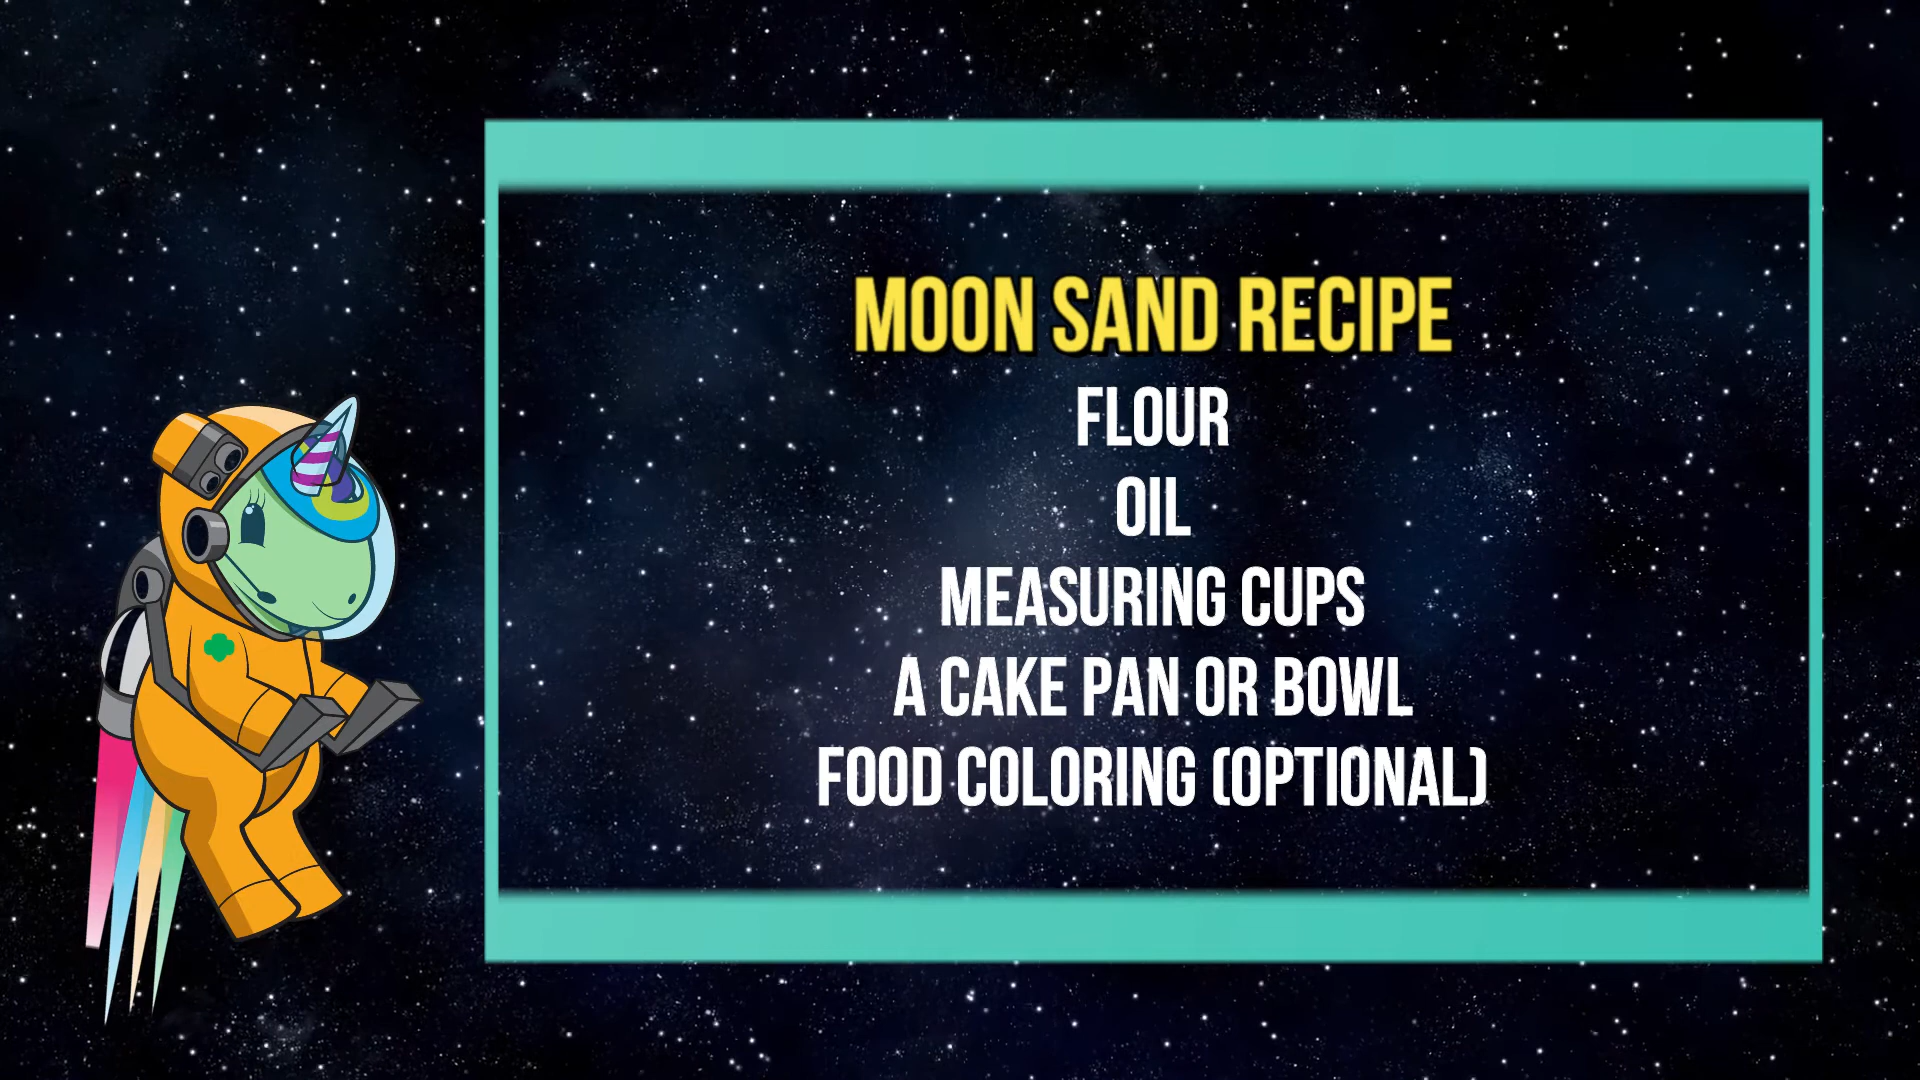 MOON SAND RECIPE
FLOUR
OIL
MEASURING CUPS
A CAKE PAN OR BOWL
FOOD COLORING (OPTIONAL)